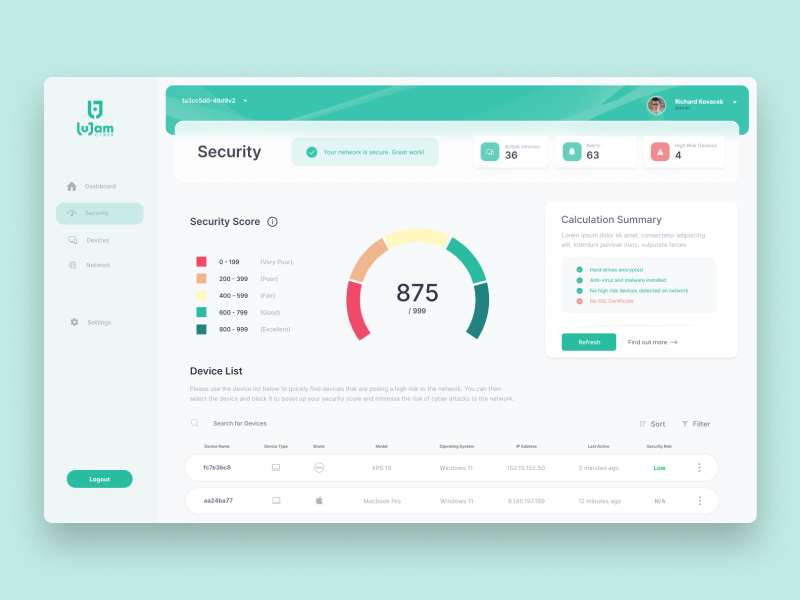 LuJam
CYBER
Dashboard
Security
Devices
Network
Settings
Logout
1a3cc5d0-49d9v2
Richard Kovacek
Admin
Security
Your network is secure. Great work!
Active Devices
36
Alerts
63
High Risk Devices
4
Security Score
0 - 199 (Very Poor)
200 - 399 (Poor)
400 - 599 (Fair)
600 - 799 (Good)
800 - 999 (Excellent)
875
/ 999
Calculation Summary
Lorem ipsum dolor sit amet, consectetur adipiscing
elit. Interdum pulvinar nunc, vulputate fames
Hard drives encrypted
Anti-virus and malware installed
No high risk devices detected on network
No SSL Certificate
Refresh Find out more →
Device List
Please use the device list below to quickly find devices that are posing a high risk to the network. You can then
select the device and block it to boost up your security score and minimise the risk of cyber attacks to the network.
Search for Devices Sort Filter
Device Name Device Type Brand Model Operating System IP Address Last Active Security Risk
fc7e3bc8 XPS 15 Windows 11 152.15.152.50 5 minutes ago Low
aa24ba77 Macbook Pro Windows 11 9.145.197.189 12 minutes ago N/A